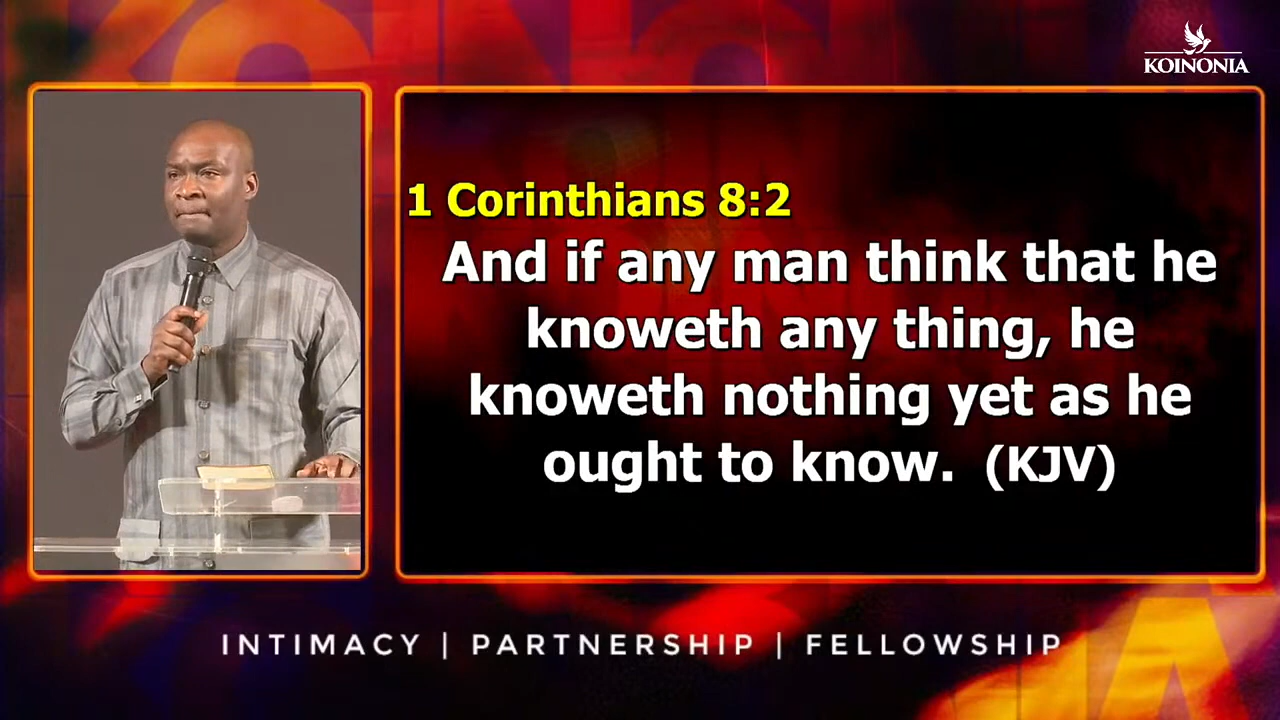 KOINONIA
1 Corinthians 8:2
And if any man think that he
knoweth any thing, he
knoweth nothing yet as he
ought to know. (KJV)
INTIMACY | PARTNERSHIP | FELLOWSHIP